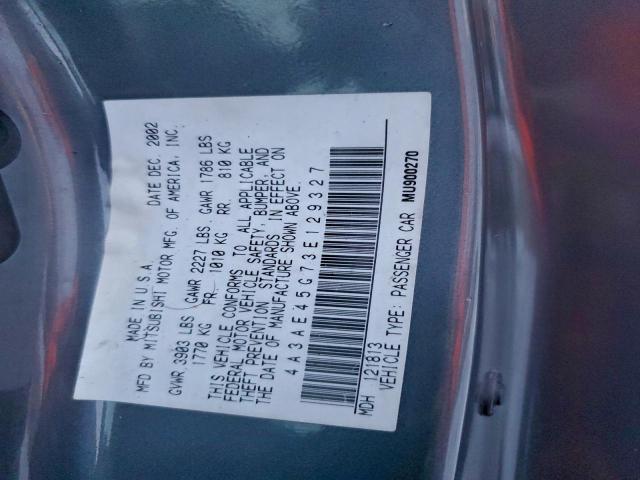 MADE IN U.S.A. DATE DEC. 2002
MFD BY MITSUBISHI MOTOR MFG. OF AMERICA, INC.
GVWR 3903 LBS GAWR 2227 LBS GAWR 1786 LBS
1770 KG FR. 1010 KG RR. 810 KG
THIS VEHICLE CONFORMS TO ALL APPLICABLE
FEDERAL MOTOR VEHICLE SAFETY, BUMPER, AND
THEFT PREVENTION STANDARDS IN EFFECT ON
THE DATE OF MANUFACTURE SHOWN ABOVE.
4A3AE45G73E129327
MDH 121813
VEHICLE TYPE: PASSENGER CAR MU900270